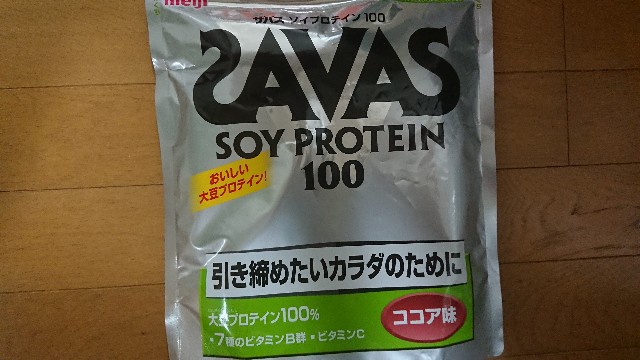 meiji
ザバス ソイプロテイン100
SAVAS
SOY PROTEIN
100
おいしい
大豆プロテイン!
引き締めたいカラダのために
大豆プロテイン100%
・7種のビタミンB群・ビタミンC
ココア味